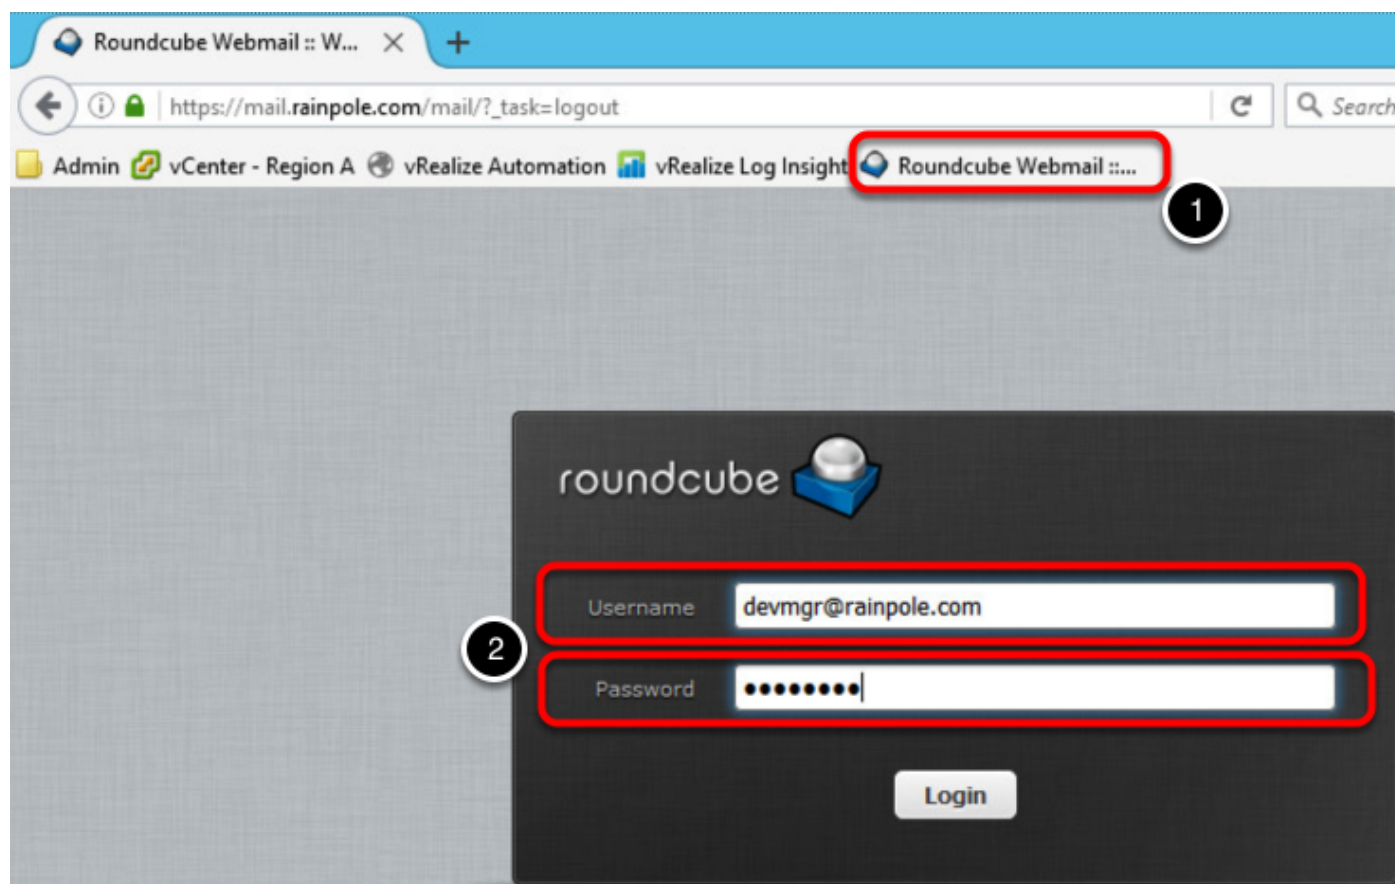 Roundcube Webmail :: W...
https://mail.rainpole.com/mail/?_task=logout
Search
Admin vCenter - Region A vRealize Automation vRealize Log Insight Roundcube Webmail ::...
1
roundcube
Username devmgr@rainpole.com
2
Password ••••••••
Login